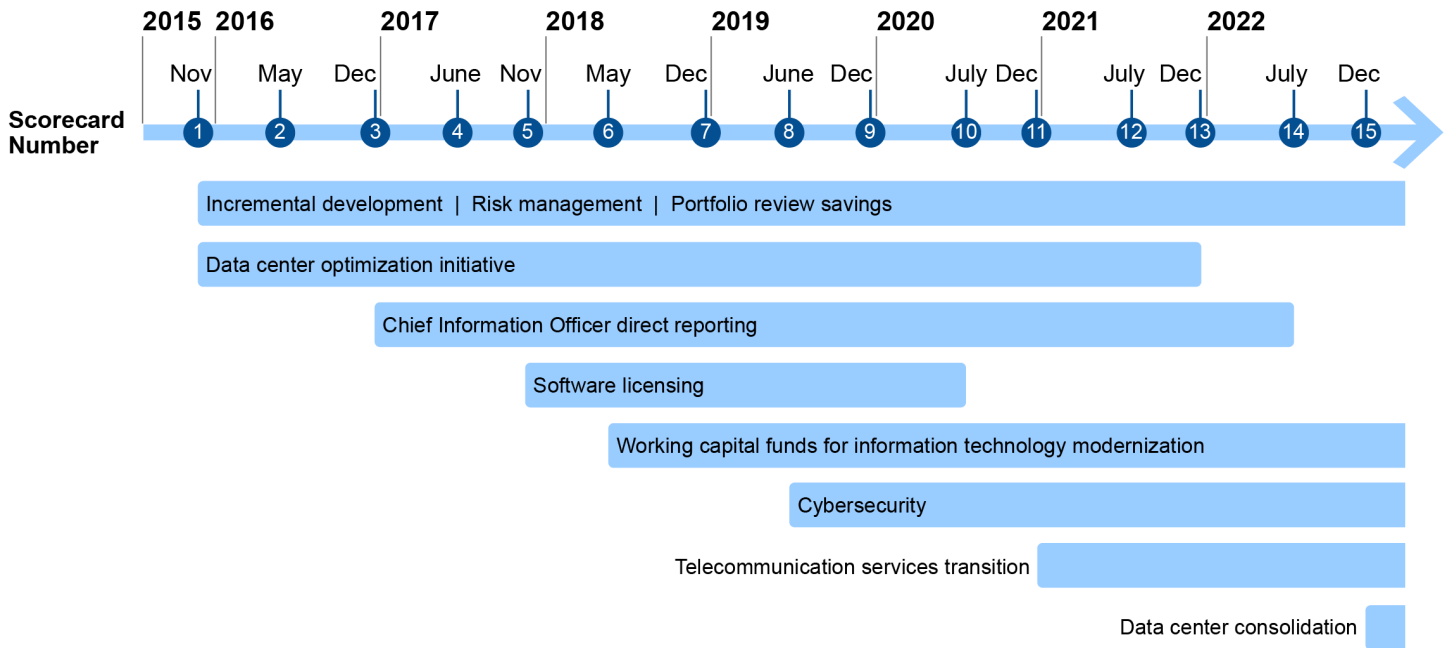 2015 2016 2017 2018 2019 2020 2021 2022
Nov May Dec June Nov May Dec June Dec July Dec July Dec July Dec
Scorecard
Number
1 2 3 4 5 6 7 8 9 10 11 12 13 14 15
Incremental development | Risk management | Portfolio review savings
Data center optimization initiative
Chief Information Officer direct reporting
Software licensing
Working capital funds for information technology modernization
Cybersecurity
Telecommunication services transition
Data center consolidation